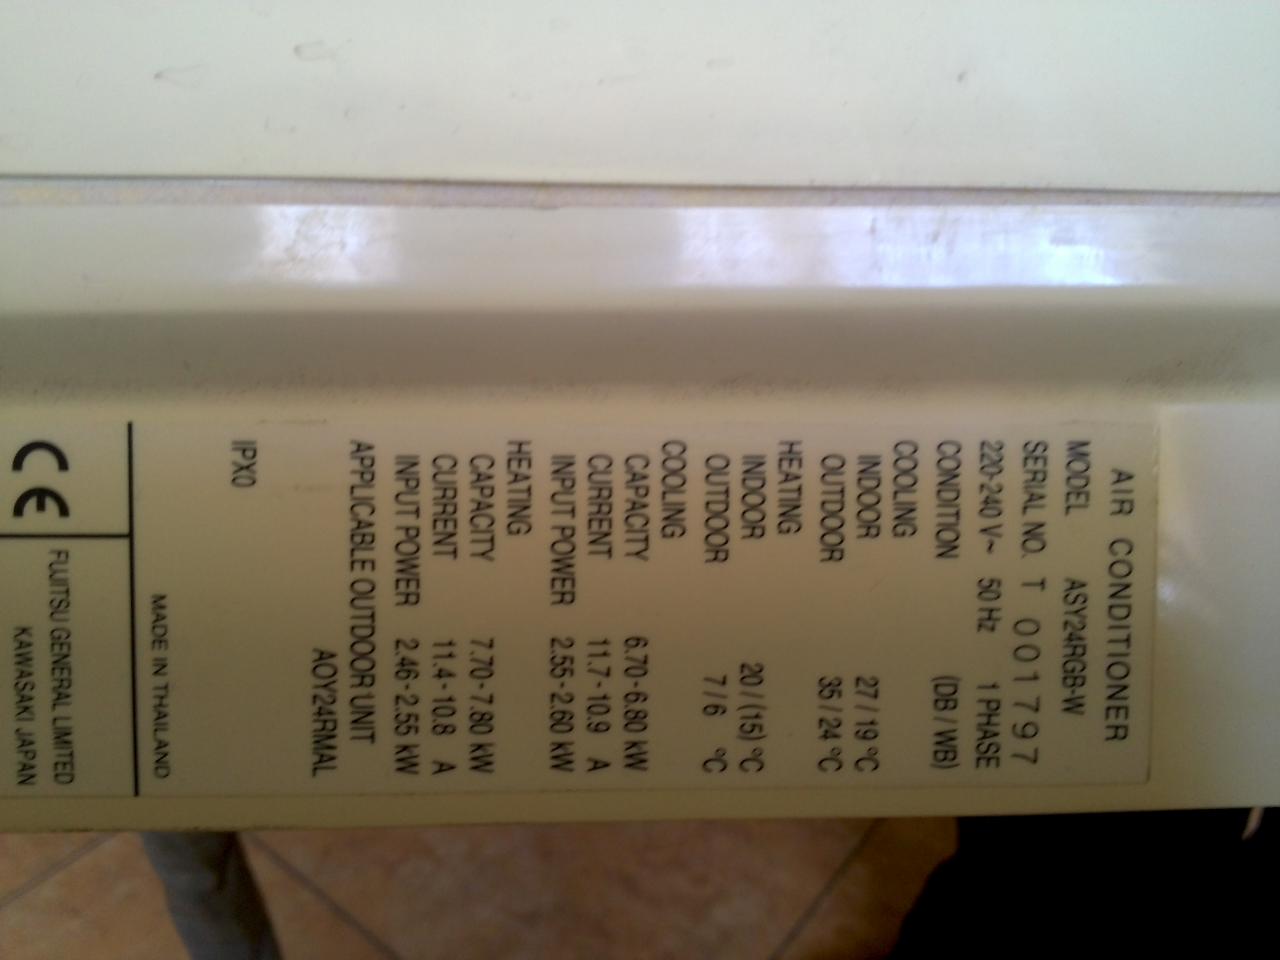 AIR CONDITIONER
MODEL ASY24RGB-W
SERIAL NO. T 001797
220-240 V~ 50 Hz 1 PHASE
CONDITION (DB / WB)
COOLING
INDOOR 27 / 19 °C
OUTDOOR 35 / 24 °C
HEATING
INDOOR 20 / (15) °C
OUTDOOR 7 / 6 °C
COOLING
CAPACITY 6.70-6.80 kW
CURRENT 11.7-10.9 A
INPUT POWER 2.55-2.60 kW
HEATING
CAPACITY 7.70-7.80 kW
CURRENT 11.4-10.8 A
INPUT POWER 2.46-2.55 kW
APPLICABLE OUTDOOR UNIT
AOY24RMAL
IPX0
MADE IN THAILAND
CE
FUJITSU GENERAL LIMITED
KAWASAKI JAPAN